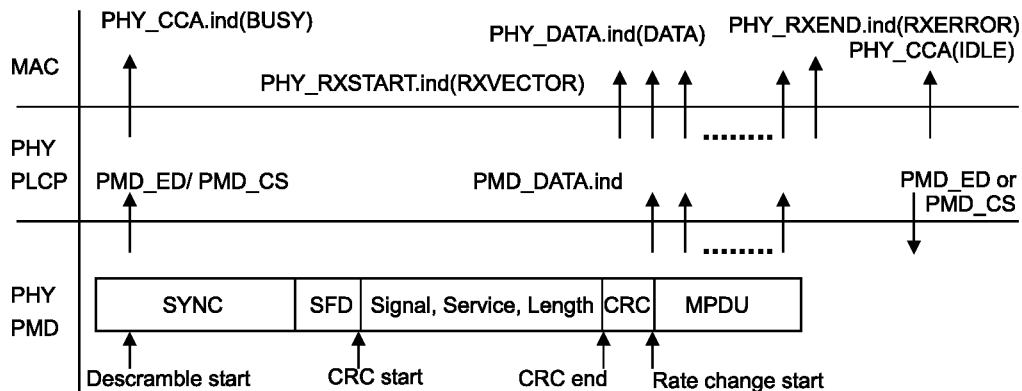 PHY_CCA.ind(BUSY)
PHY_DATA.ind(DATA)
PHY_RXEND.ind(RXERROR)
PHY_CCA(IDLE)
MAC
PHY_RXSTART.ind(RXVECTOR)
PHY
PLCP
PMD_ED/ PMD_CS
PMD_DATA.ind
PMD_ED or
PMD_CS
PHY
PMD
SYNC
SFD
Signal, Service, Length
CRC
MPDU
Descramble start
CRC start
CRC end
Rate change start